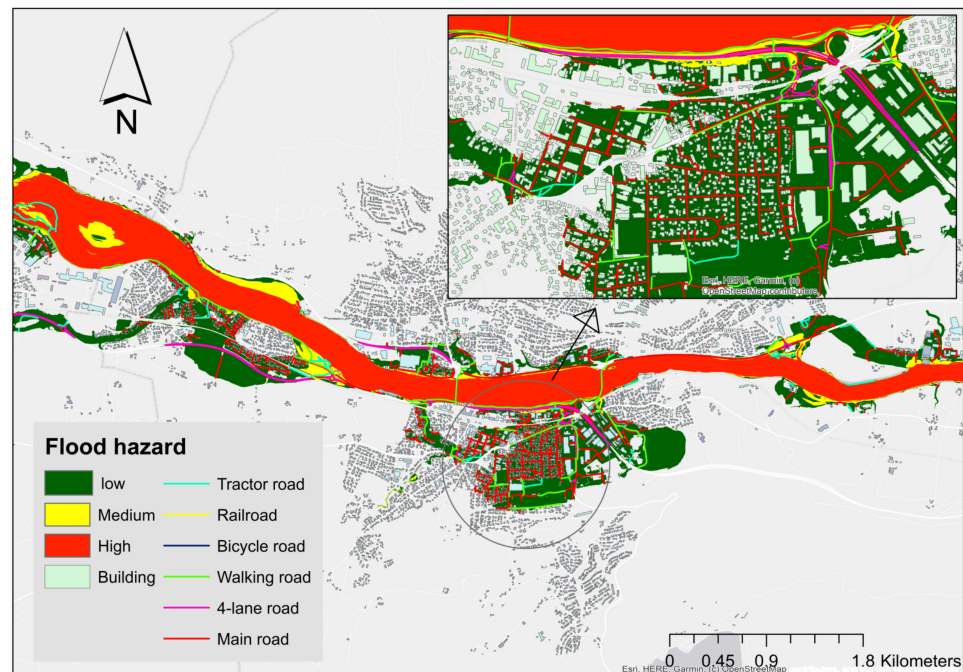 N
Esri, HERE, Garmin, (c)
OpenStreetMap contributors,
Flood hazard
low
Medium
High
Building
Tractor road
Railroad
Bicycle road
Walking road
4-lane road
Main road
0 0.45 0.9 1.8 Kilometers
Esri, HERE, Garmin, (c) OpenStreetMap